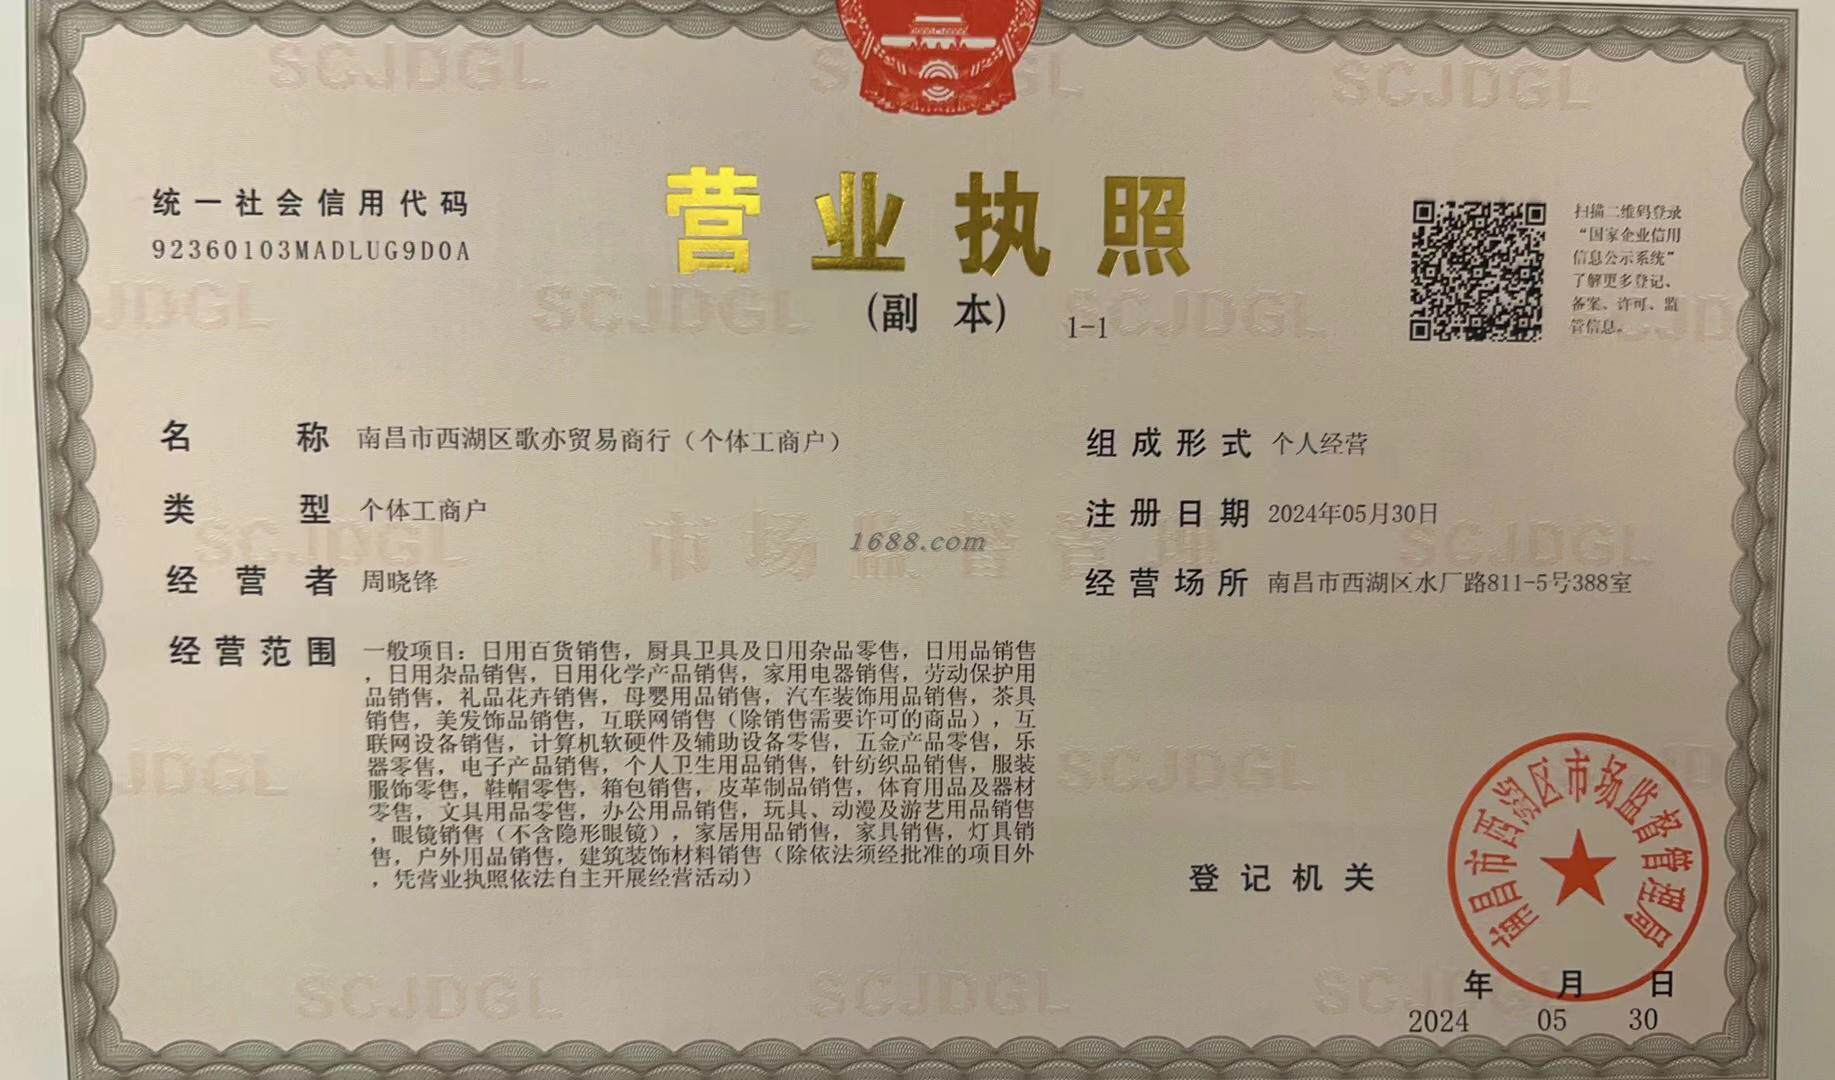 SCJDGL
SCJDGL
SCJDGL
营业执照
(副 本)
1-1
统一社会信用代码
92360103MADLUG9D0A
扫描二维码登录
“国家企业信用
信息公示系统”
了解更多登记、
备案、许可、监
管信息。
JDGL
SCJDGL
SCJDGL
SCJD
名 称 南昌市西湖区歌亦贸易商行（个体工商户）
类 型 个体工商户
经 营 者 周晓锋
经营范围 一般项目：日用百货销售，厨具卫具及日用杂品零售，日用品销售
，日用杂品销售，日用化学产品销售，家用电器销售，劳动保护用
品销售，礼品花卉销售，母婴用品销售，汽车装饰用品销售，茶具
销售，美发饰品销售，互联网销售（除销售需要许可的商品），互
联网设备销售，计算机软硬件及辅助设备零售，五金产品零售，乐
器零售，电子产品销售，个人卫生用品销售，针纺织品销售，服装
服饰零售，鞋帽零售，箱包销售，皮革制品销售，体育用品及器材
零售，文具用品零售，办公用品销售，玩具、动漫及游艺用品销售
，眼镜销售（不含隐形眼镜），家居用品销售，家具销售，灯具销
售，户外用品销售，建筑装饰材料销售（除依法须经批准的项目外
，凭营业执照依法自主开展经营活动）
组成形式 个人经营
注册日期 2024年05月30日
经营场所 南昌市西湖区水厂路811-5号388室
SCJDGL
市场监督管理
SCJDGL
1688.com
JDGL
SCJDGL
JD
登记机关
南昌市西湖区市场监督管理局
年 月 日
2024 05 30
SCJDGL
SCJDGL
SCJDGL